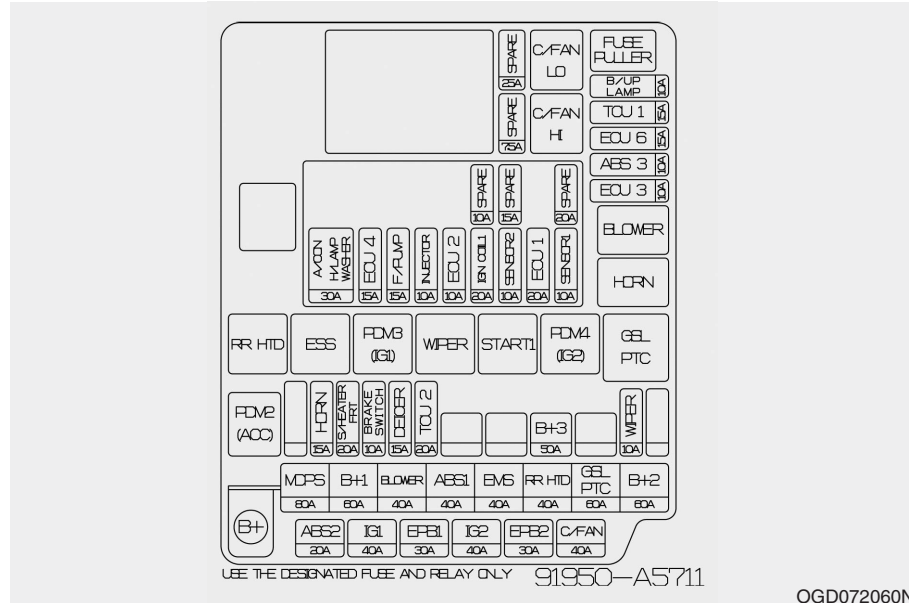 SPARE 25A
C/FAN LO
FUSE PULLER
B/UP LAMP 10A
SPARE 75A
C/FAN HI
TCU 1 15A
ECU 6 15A
ABS 3 10A
ECU 3 10A
SPARE 10A
SPARE 15A
SPARE 20A
BLOWER
A/CON H/LAMP WASHER 30A
ECU 4 15A
F/PUMP 15A
INJECTOR 10A
ECU 2 10A
IGN COIL1 20A
SENSOR2 10A
ECU 1 20A
SENSOR1 10A
HORN
RR HTD
ESS
PDM3 (IG1)
WIPER
START1
PDM4 (IG2)
GSL PTC
PDM2 (ACC)
HORN 15A
S/HEATER FRT 20A
BRAKE SWITCH 10A
DEICER 15A
TCU 2 20A
B+3 50A
WIPER 10A
MDPS 80A
B+1 60A
BLOWER 40A
ABS1 40A
EMS 40A
RR HTD 40A
GSL PTC 60A
B+2 60A
B+
ABS2 20A
IG1 40A
EPB1 30A
IG2 40A
EPB2 30A
C/FAN 40A
USE THE DESIGNATED FUSE AND RELAY ONLY 91950-A5711
OGD072060N